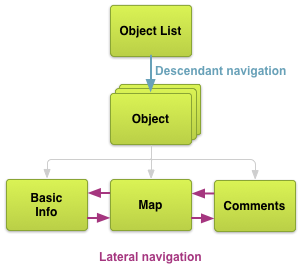 Object List
Descendant navigation
Object
Basic
Info
Map
Comments
Lateral navigation